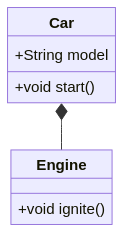 Car
+String model
+void start()
Engine
+void ignite()